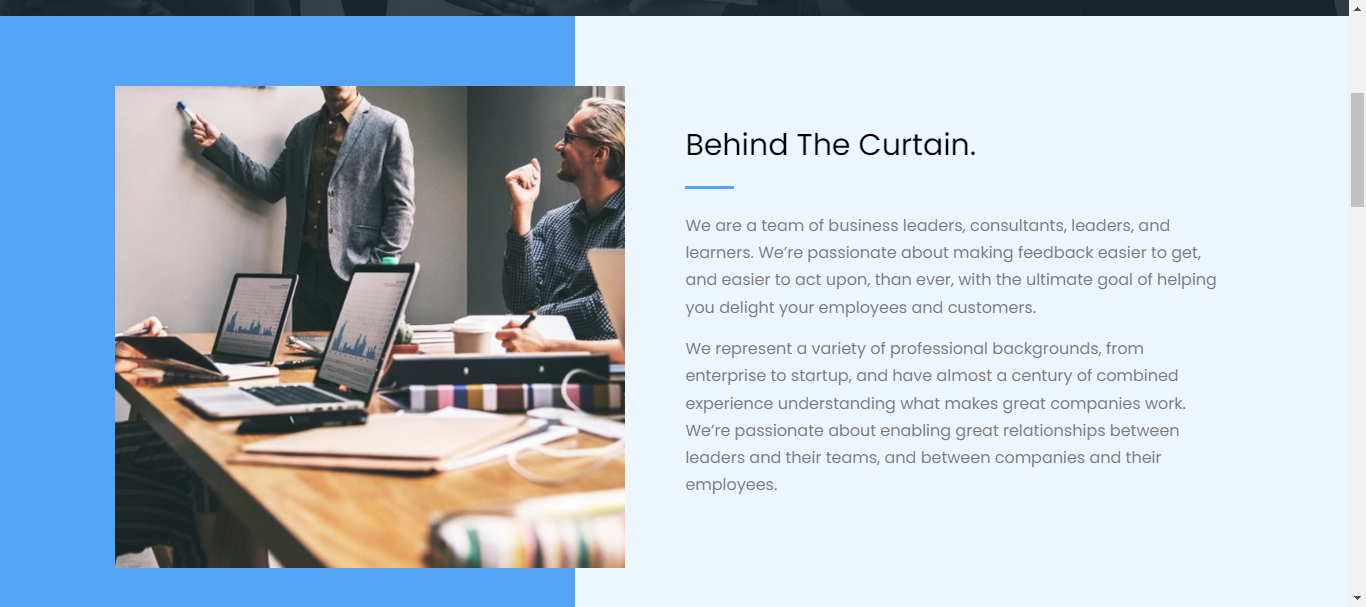 Behind The Curtain.
We are a team of business leaders, consultants, leaders, and
learners. We’re passionate about making feedback easier to get,
and easier to act upon, than ever, with the ultimate goal of helping
you delight your employees and customers.
We represent a variety of professional backgrounds, from
enterprise to startup, and have almost a century of combined
experience understanding what makes great companies work.
We’re passionate about enabling great relationships between
leaders and their teams, and between companies and their
employees.